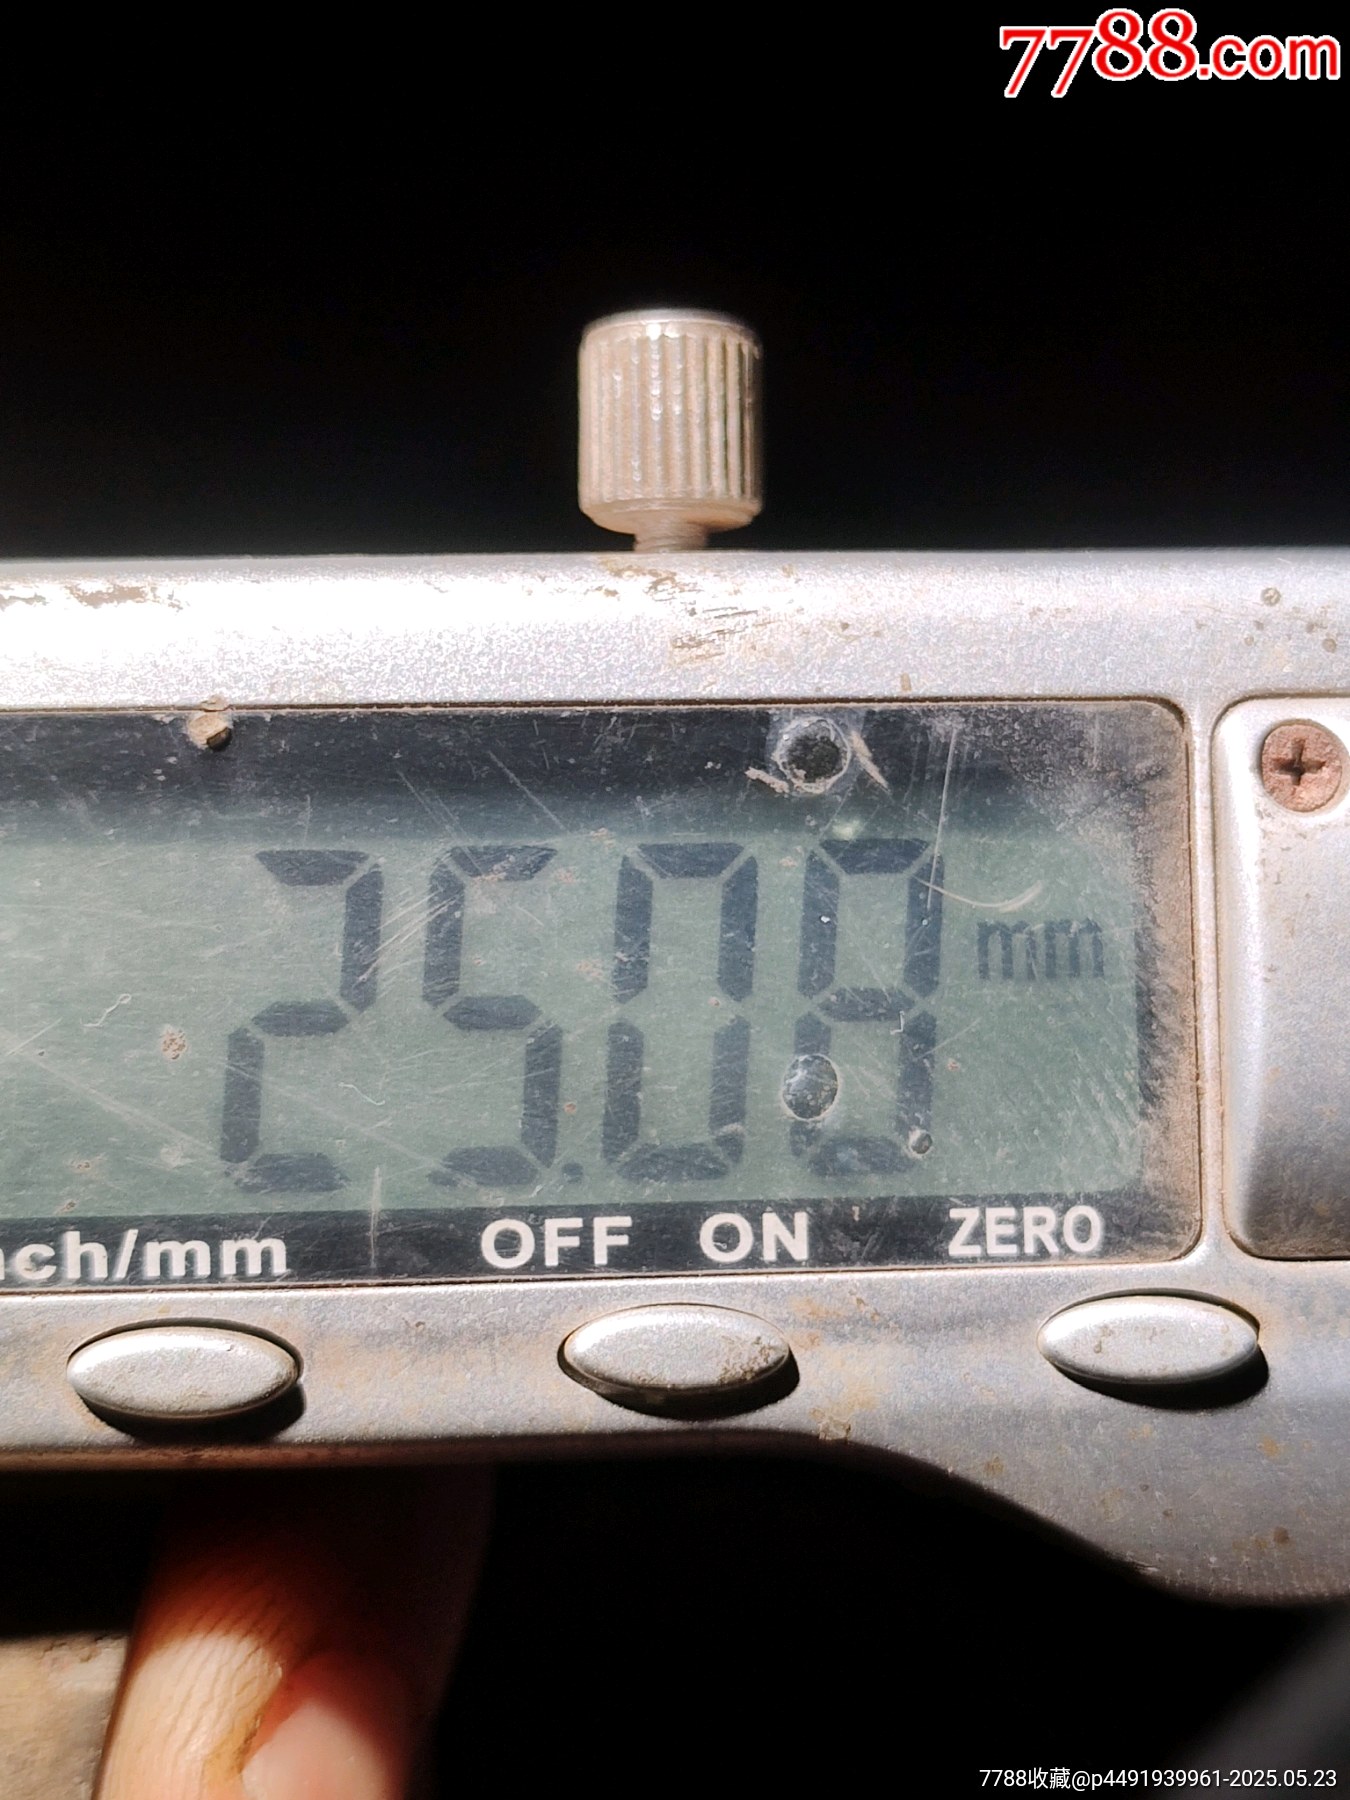 7788.com
25.08 mm
nch/mm OFF ON ZERO
7788收藏@p4491939961-2025.05.23